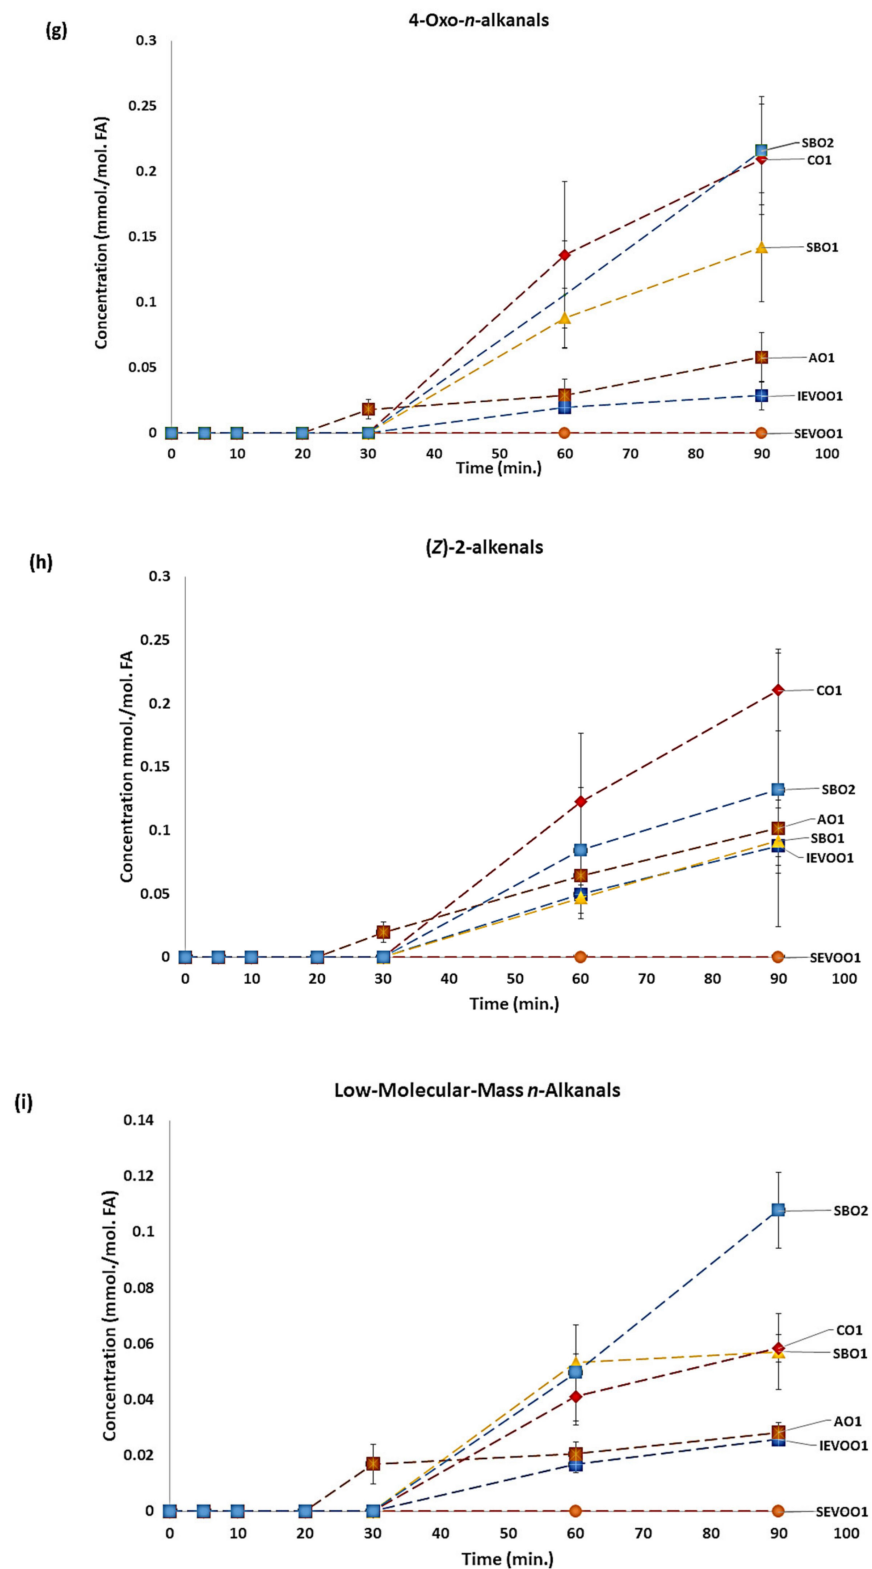 (g)
4-Oxo-n-alkanals
Concentration (mmol./mol. FA)
0.3
0.25
0.2
0.15
0.1
0.05
0
SBO2
CO1
SBO1
AO1
IEVOO1
SEVOO1
0 10 20 30 40 50 60 70 80 90 100
Time (min.)
(h)
(Z)-2-alkenals
Concentration mmol./mol. FA
0.3
0.25
0.2
0.15
0.1
0.05
0
CO1
SBO2
AO1
SBO1
IEVOO1
SEVOO1
0 10 20 30 40 50 60 70 80 90 100
Time (min.)
(i)
Low-Molecular-Mass n-Alkanals
Concentration (mmol./mol. FA)
0.14
0.12
0.1
0.08
0.06
0.04
0.02
0
SBO2
CO1
SBO1
AO1
IEVOO1
SEVOO1
0 10 20 30 40 50 60 70 80 90 100
Time (min.)